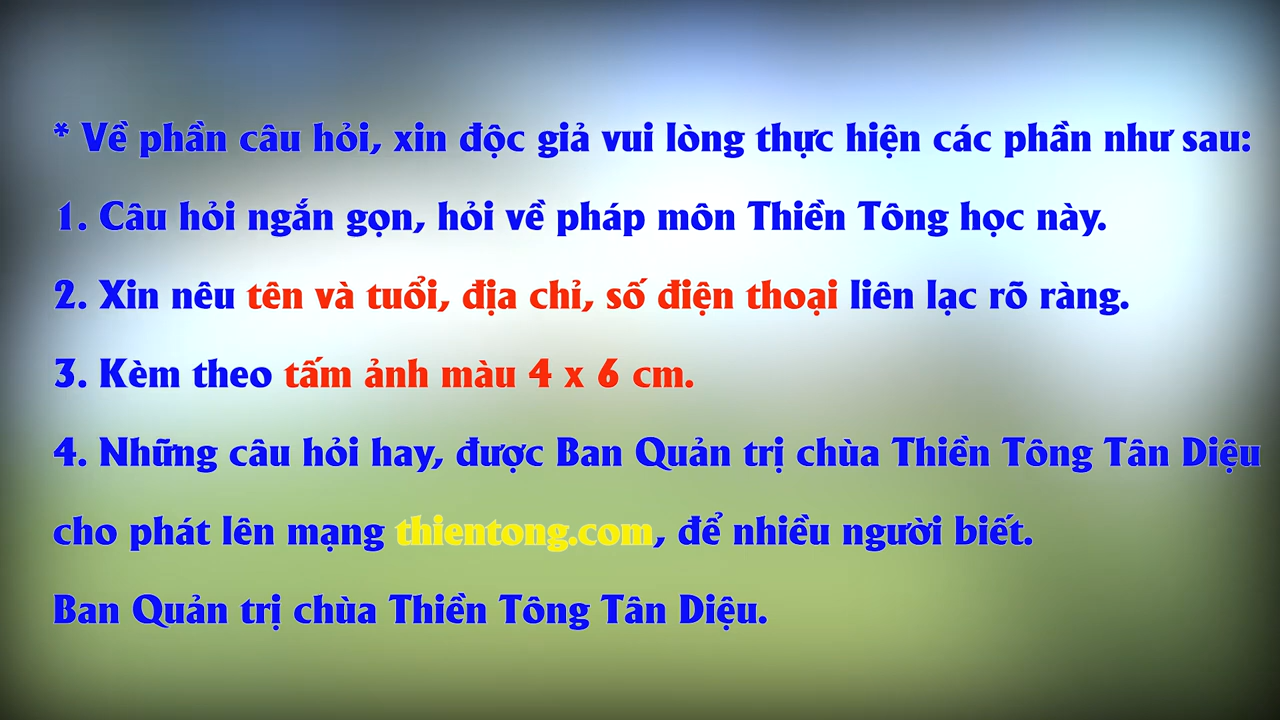 * Về phần câu hỏi, xin độc giả vui lòng thực hiện các phần như sau:
1. Câu hỏi ngắn gọn, hỏi về pháp môn Thiền Tông học này.
2. Xin nêu tên và tuổi, địa chỉ, số điện thoại liên lạc rõ ràng.
3. Kèm theo tấm ảnh màu 4 x 6 cm.
4. Những câu hỏi hay, được Ban Quản trị chùa Thiền Tông Tân Diệu
cho phát lên mạng thientong.com, để nhiều người biết.
Ban Quản trị chùa Thiền Tông Tân Diệu.